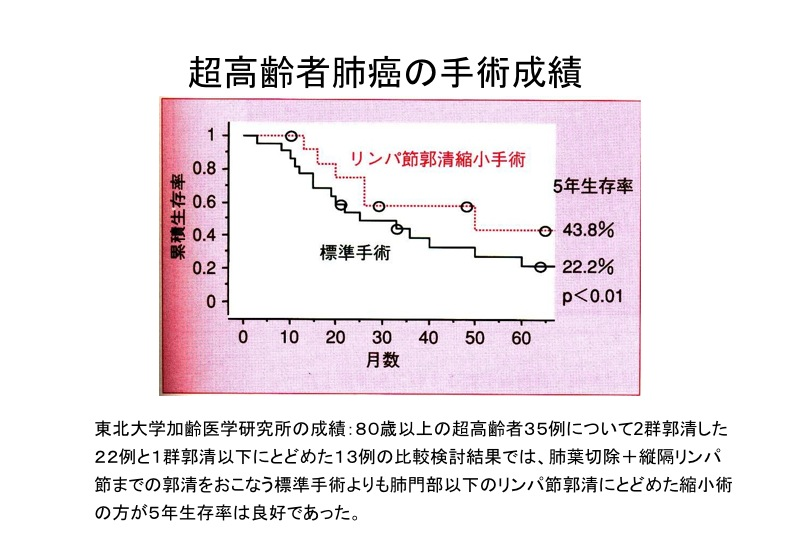 超高齢者肺癌の手術成績
リンパ節郭清縮小手術
標準手術
累積生存率
1
0.8
0.6
0.4
0.2
0
0 10 20 30 40 50 60
月数
5年生存率
43.8%
22.2%
p<0.01
東北大学加齢医学研究所の成績：８０歳以上の超高齢者３５例について2群郭清した
２２例と１群郭清以下にとどめた１３例の比較検討結果では、肺葉切除＋縦隔リンパ
節までの郭清をおこなう標準手術よりも肺門部以下のリンパ節郭清にとどめた縮小術
の方が５年生存率は良好であった。